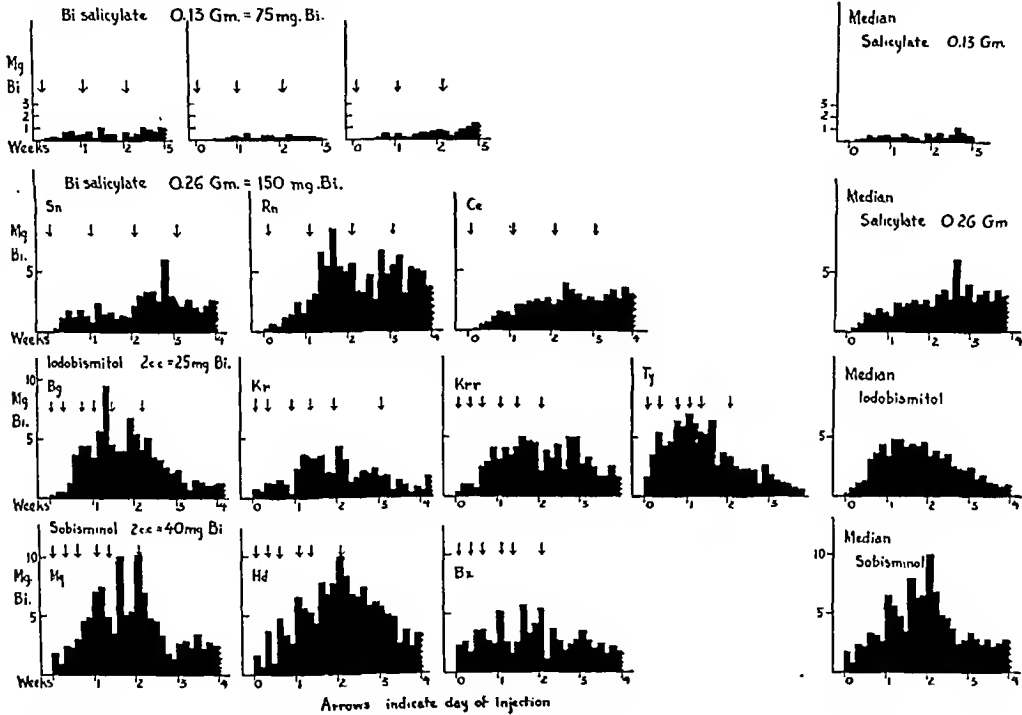 Bi salicylate 0.13 Gm. = 75 mg. Bi.
Mg
Bi
3
2
1
Weeks 1 2 3
0 1 2 3
0 1 2 3
Median
Salicylate 0.13 Gm
3
2
1
0 1 2 3
Bi salicylate 0.26 Gm. = 150 mg. Bi.
Sn Rn Ce
Mg
Bi.
5
Weeks 1 2 3 4
0 1 2 3 4
0 1 2 3 4
Median
Salicylate 0.26 Gm
5
0 1 2 3 4
Iodobismitol 2cc = 25mg Bi.
Bg Kr Krr Ty
10
Mg
Bi.
5
Weeks 1 2 3 4
0 1 2 3 4
0 1 2 3 4
0 1 2 3
Median
Iodobismitol
5
0 1 2 3 4
Sobisminol 2cc = 40mg Bi
10
Mg.
Bi.
5
Hd Bz
Weeks 1 2 3 4
0 1 2 3 4
0 1 2 3 4
Median
Sobisminol
10
5
0 1 2 3 4
Arrows indicate day of Injection